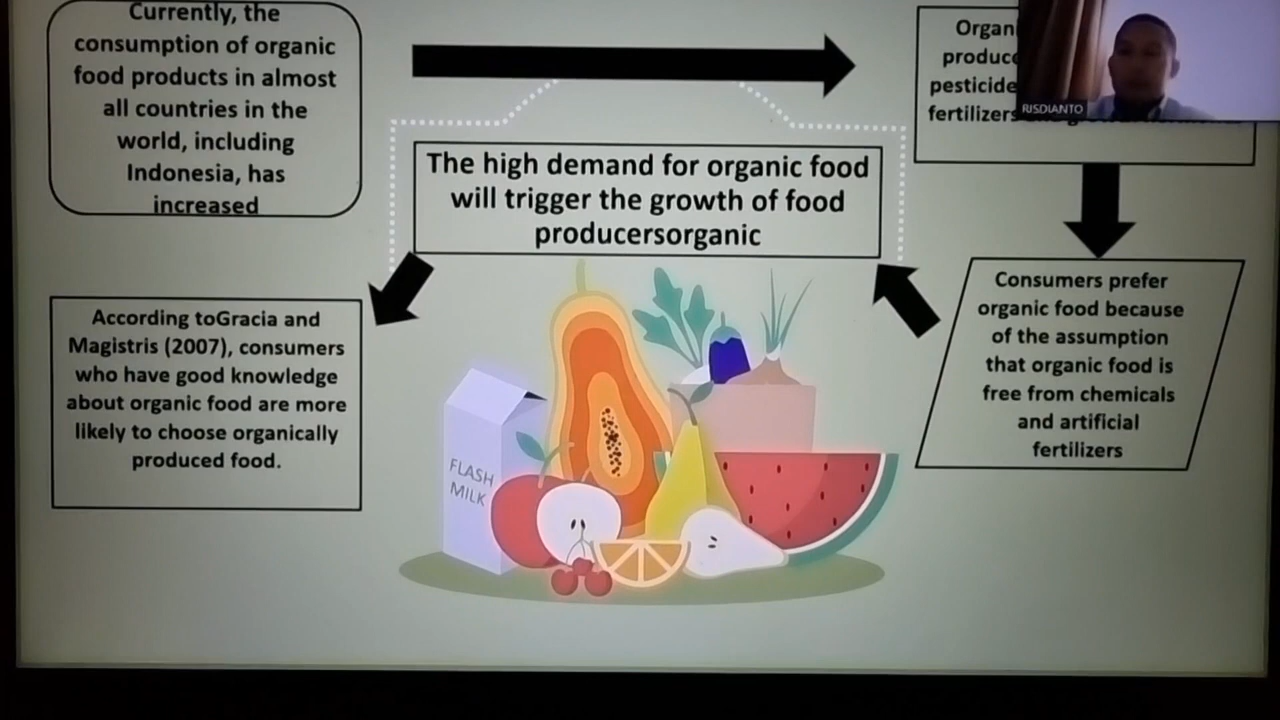 Currently, the
consumption of organic
food products in almost
all countries in the
world, including
Indonesia, has
increased
Organi
produc
pesticide
fertilizers
RISDIANTO
The high demand for organic food
will trigger the growth of food
producersorganic
According toGracia and
Magistris (2007), consumers
who have good knowledge
about organic food are more
likely to choose organically
produced food.
Consumers prefer
organic food because
of the assumption
that organic food is
free from chemicals
and artificial
fertilizers
FLASH
MILK